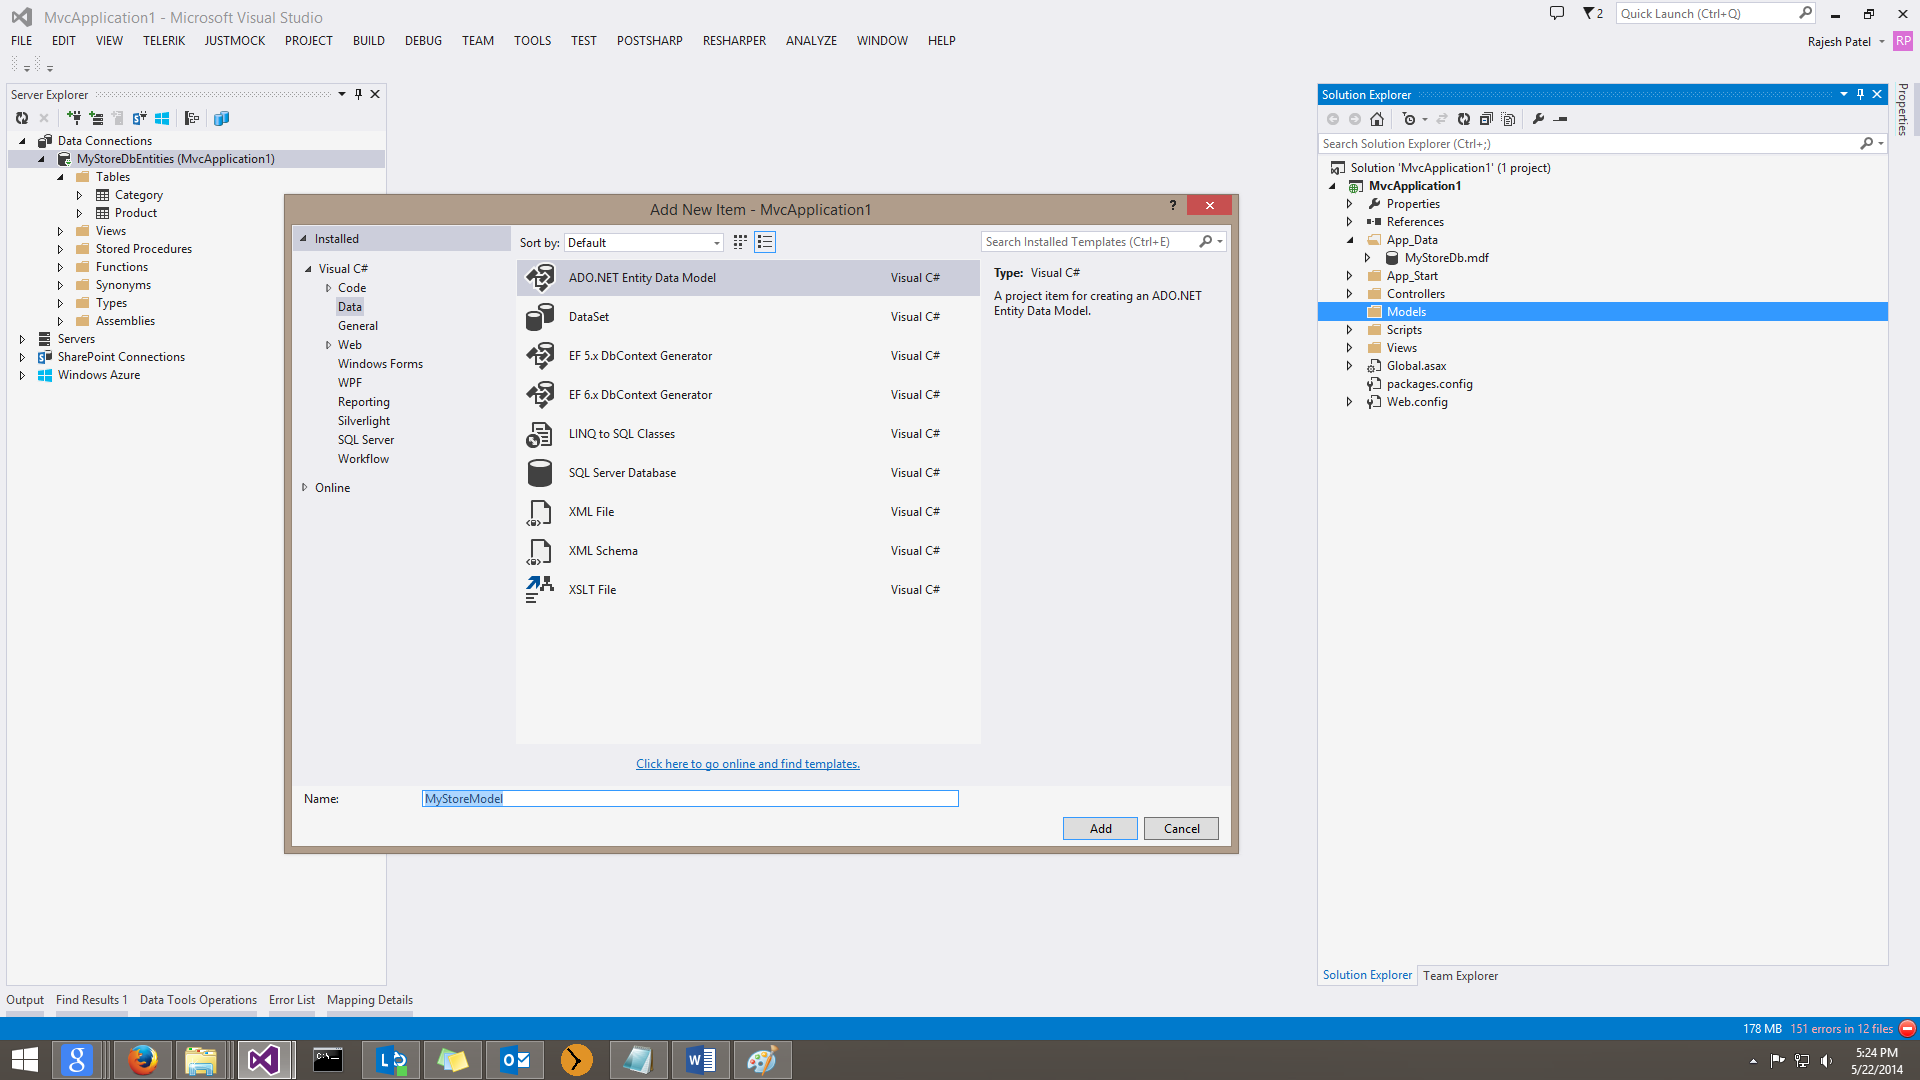 MvcApplication1 - Microsoft Visual Studio
2
Quick Launch (Ctrl+Q)
FILE EDIT VIEW TELERIK JUSTMOCK PROJECT BUILD DEBUG TEAM TOOLS TEST POSTSHARP RESHARPER ANALYZE WINDOW HELP
Rajesh Patel RP
Server Explorer
Data Connections
MyStoreDbEntities (MvcApplication1)
Tables
Category
Product
Views
Stored Procedures
Functions
Synonyms
Types
Assemblies
Servers
SharePoint Connections
Windows Azure
Add New Item - MvcApplication1
?
Installed
Visual C#
Code
Data
General
Web
Windows Forms
WPF
Reporting
Silverlight
SQL Server
Workflow
Online
Sort by: Default
Search Installed Templates (Ctrl+E)
ADO.NET Entity Data Model Visual C#
DataSet Visual C#
EF 5.x DbContext Generator Visual C#
EF 6.x DbContext Generator Visual C#
LINQ to SQL Classes Visual C#
SQL Server Database Visual C#
XML File Visual C#
XML Schema Visual C#
XSLT File Visual C#
Type: Visual C#
A project item for creating an ADO.NET
Entity Data Model.
Click here to go online and find templates.
Name: MyStoreModel
Add Cancel
Solution Explorer
Search Solution Explorer (Ctrl+;)
Solution 'MvcApplication1' (1 project)
MvcApplication1
Properties
References
App_Data
MyStoreDb.mdf
App_Start
Controllers
Models
Scripts
Views
Global.asax
packages.config
Web.config
Solution Explorer Team Explorer
Properties
Output Find Results 1 Data Tools Operations Error List Mapping Details
178 MB 151 errors in 12 files
5:24 PM
5/22/2014